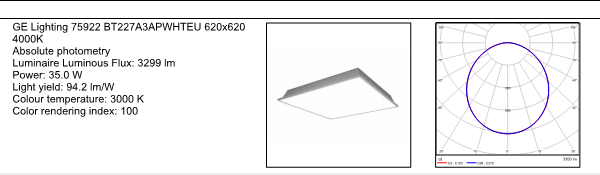 GE Lighting 75922 BT227A3APWHTEU 620x620
4000K
Absolute photometry
Luminaire Luminous Flux: 3299 lm
Power: 35.0 W
Light yield: 94.2 lm/W
Colour temperature: 3000 K
Color rendering index: 100